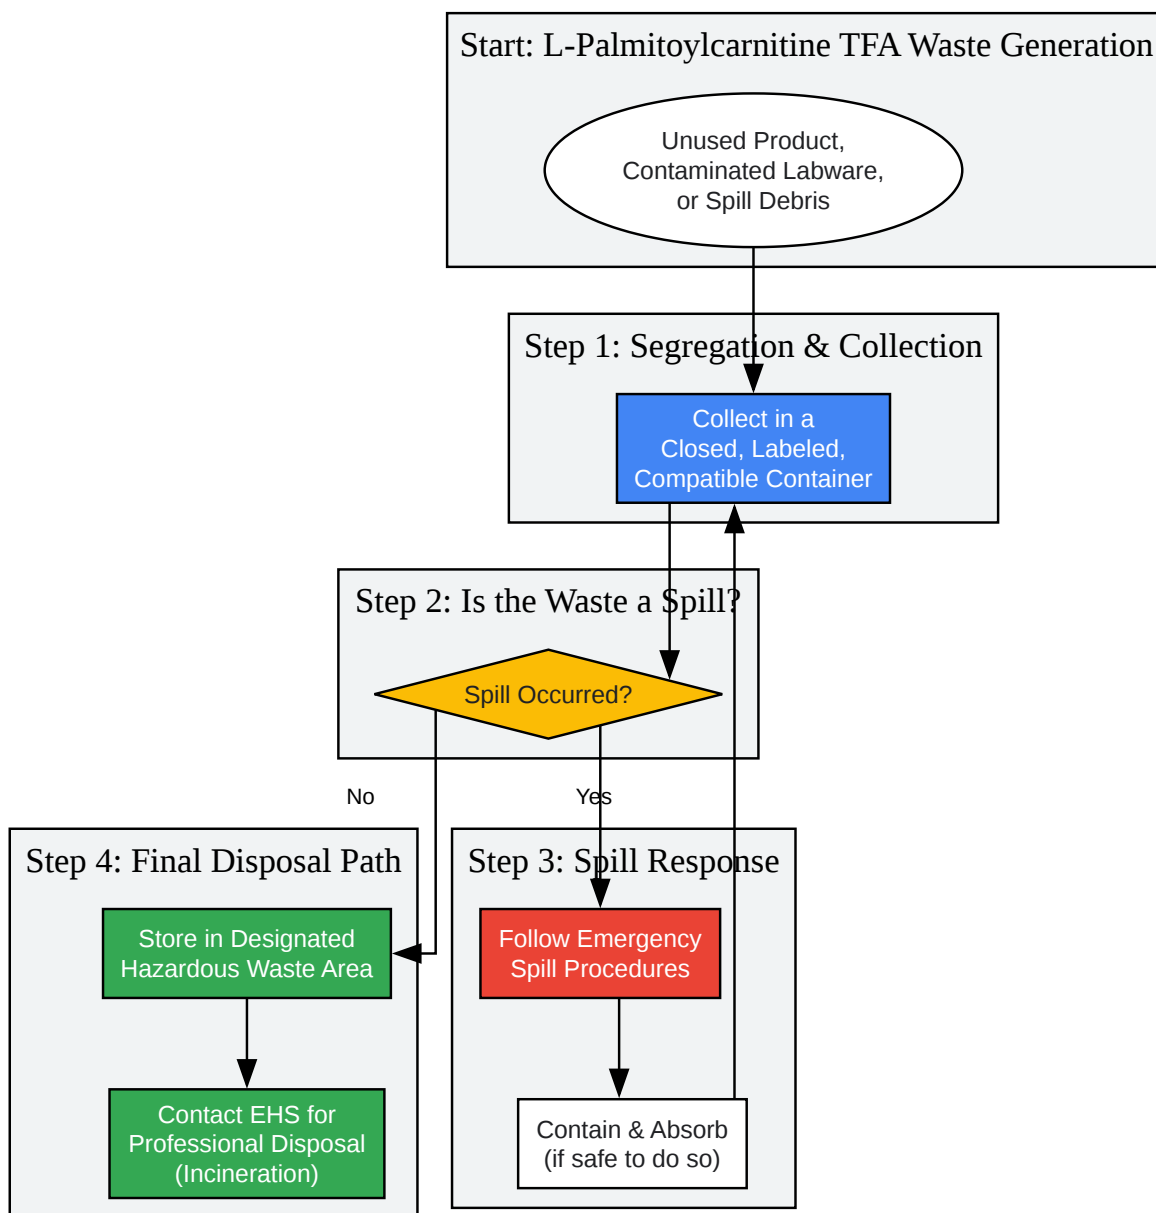 Start: L-Palmitoylcarnitine TFA Waste Generation
Unused Product,
Contaminated Labware,
or Spill Debris
Step 1: Segregation & Collection
Collect in a
Closed, Labeled,
Compatible Container
Step 2: Is the Waste a Spill?
Spill Occurred?
No
Yes
Step 4: Final Disposal Path
Store in Designated
Hazardous Waste Area
Contact EHS for
Professional Disposal
(Incineration)
Step 3: Spill Response
Follow Emergency
Spill Procedures
Contain & Absorb
(if safe to do so)